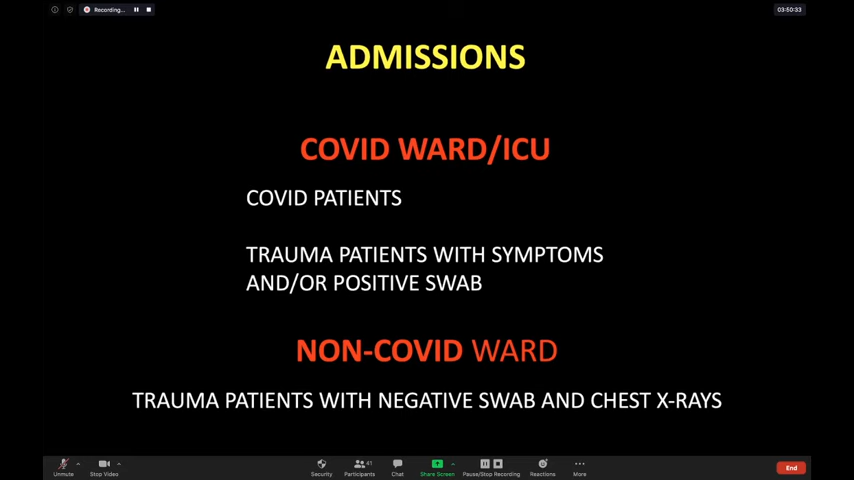 Recording...
03:50:33
ADMISSIONS
COVID WARD/ICU
COVID PATIENTS
TRAUMA PATIENTS WITH SYMPTOMS
AND/OR POSITIVE SWAB
NON-COVID WARD
TRAUMA PATIENTS WITH NEGATIVE SWAB AND CHEST X-RAYS
Unmute
Stop Video
Security
Participants
41
Chat
Share Screen
Pause/Stop Recording
Reactions
More
End